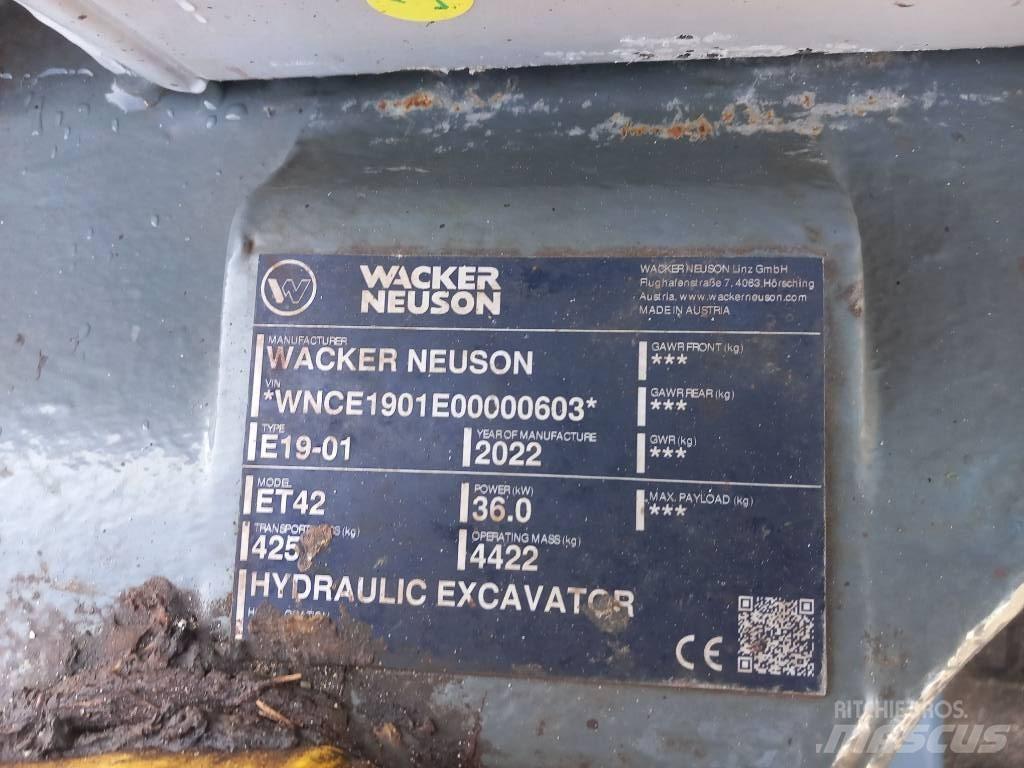 WACKER
NEUSON
WACKER NEUSON Linz GmbH
Flughafenstraße 7, 4063 Hörsching
Austria, www.wackerneuson.com
MADE IN AUSTRIA
MANUFACTURER
WACKER NEUSON
GAWR FRONT (kg)
***
VIN
*WNCE1901E00000603*
GAWR REAR (kg)
***
TYPE
E19-01
YEAR OF MANUFACTURE
2022
GWR (kg)
***
MODEL
ET42
POWER (kW)
36.0
MAX. PAYLOAD (kg)
***
(kg)
OPERATING MASS (kg)
4422
HYDRAULIC EXCAVATOR
CE
RITCHIE BROS.
MASCUS